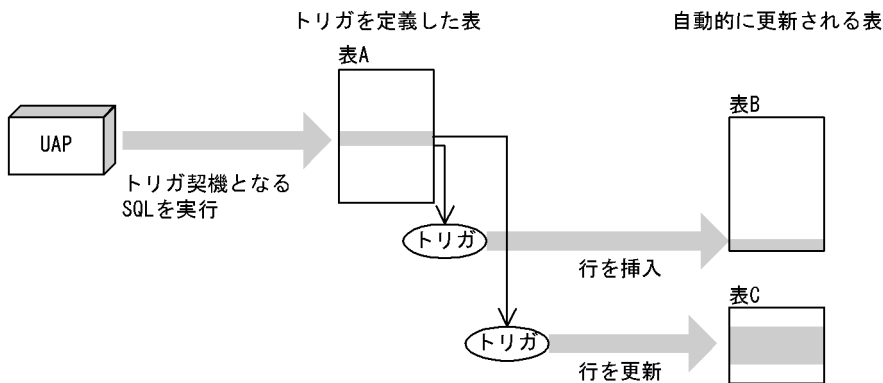 トリガを定義した表
自動的に更新される表
表A
表B
UAP
トリガ契機となる
SQLを実行
トリガ
行を挿入
表C
トリガ
行を更新